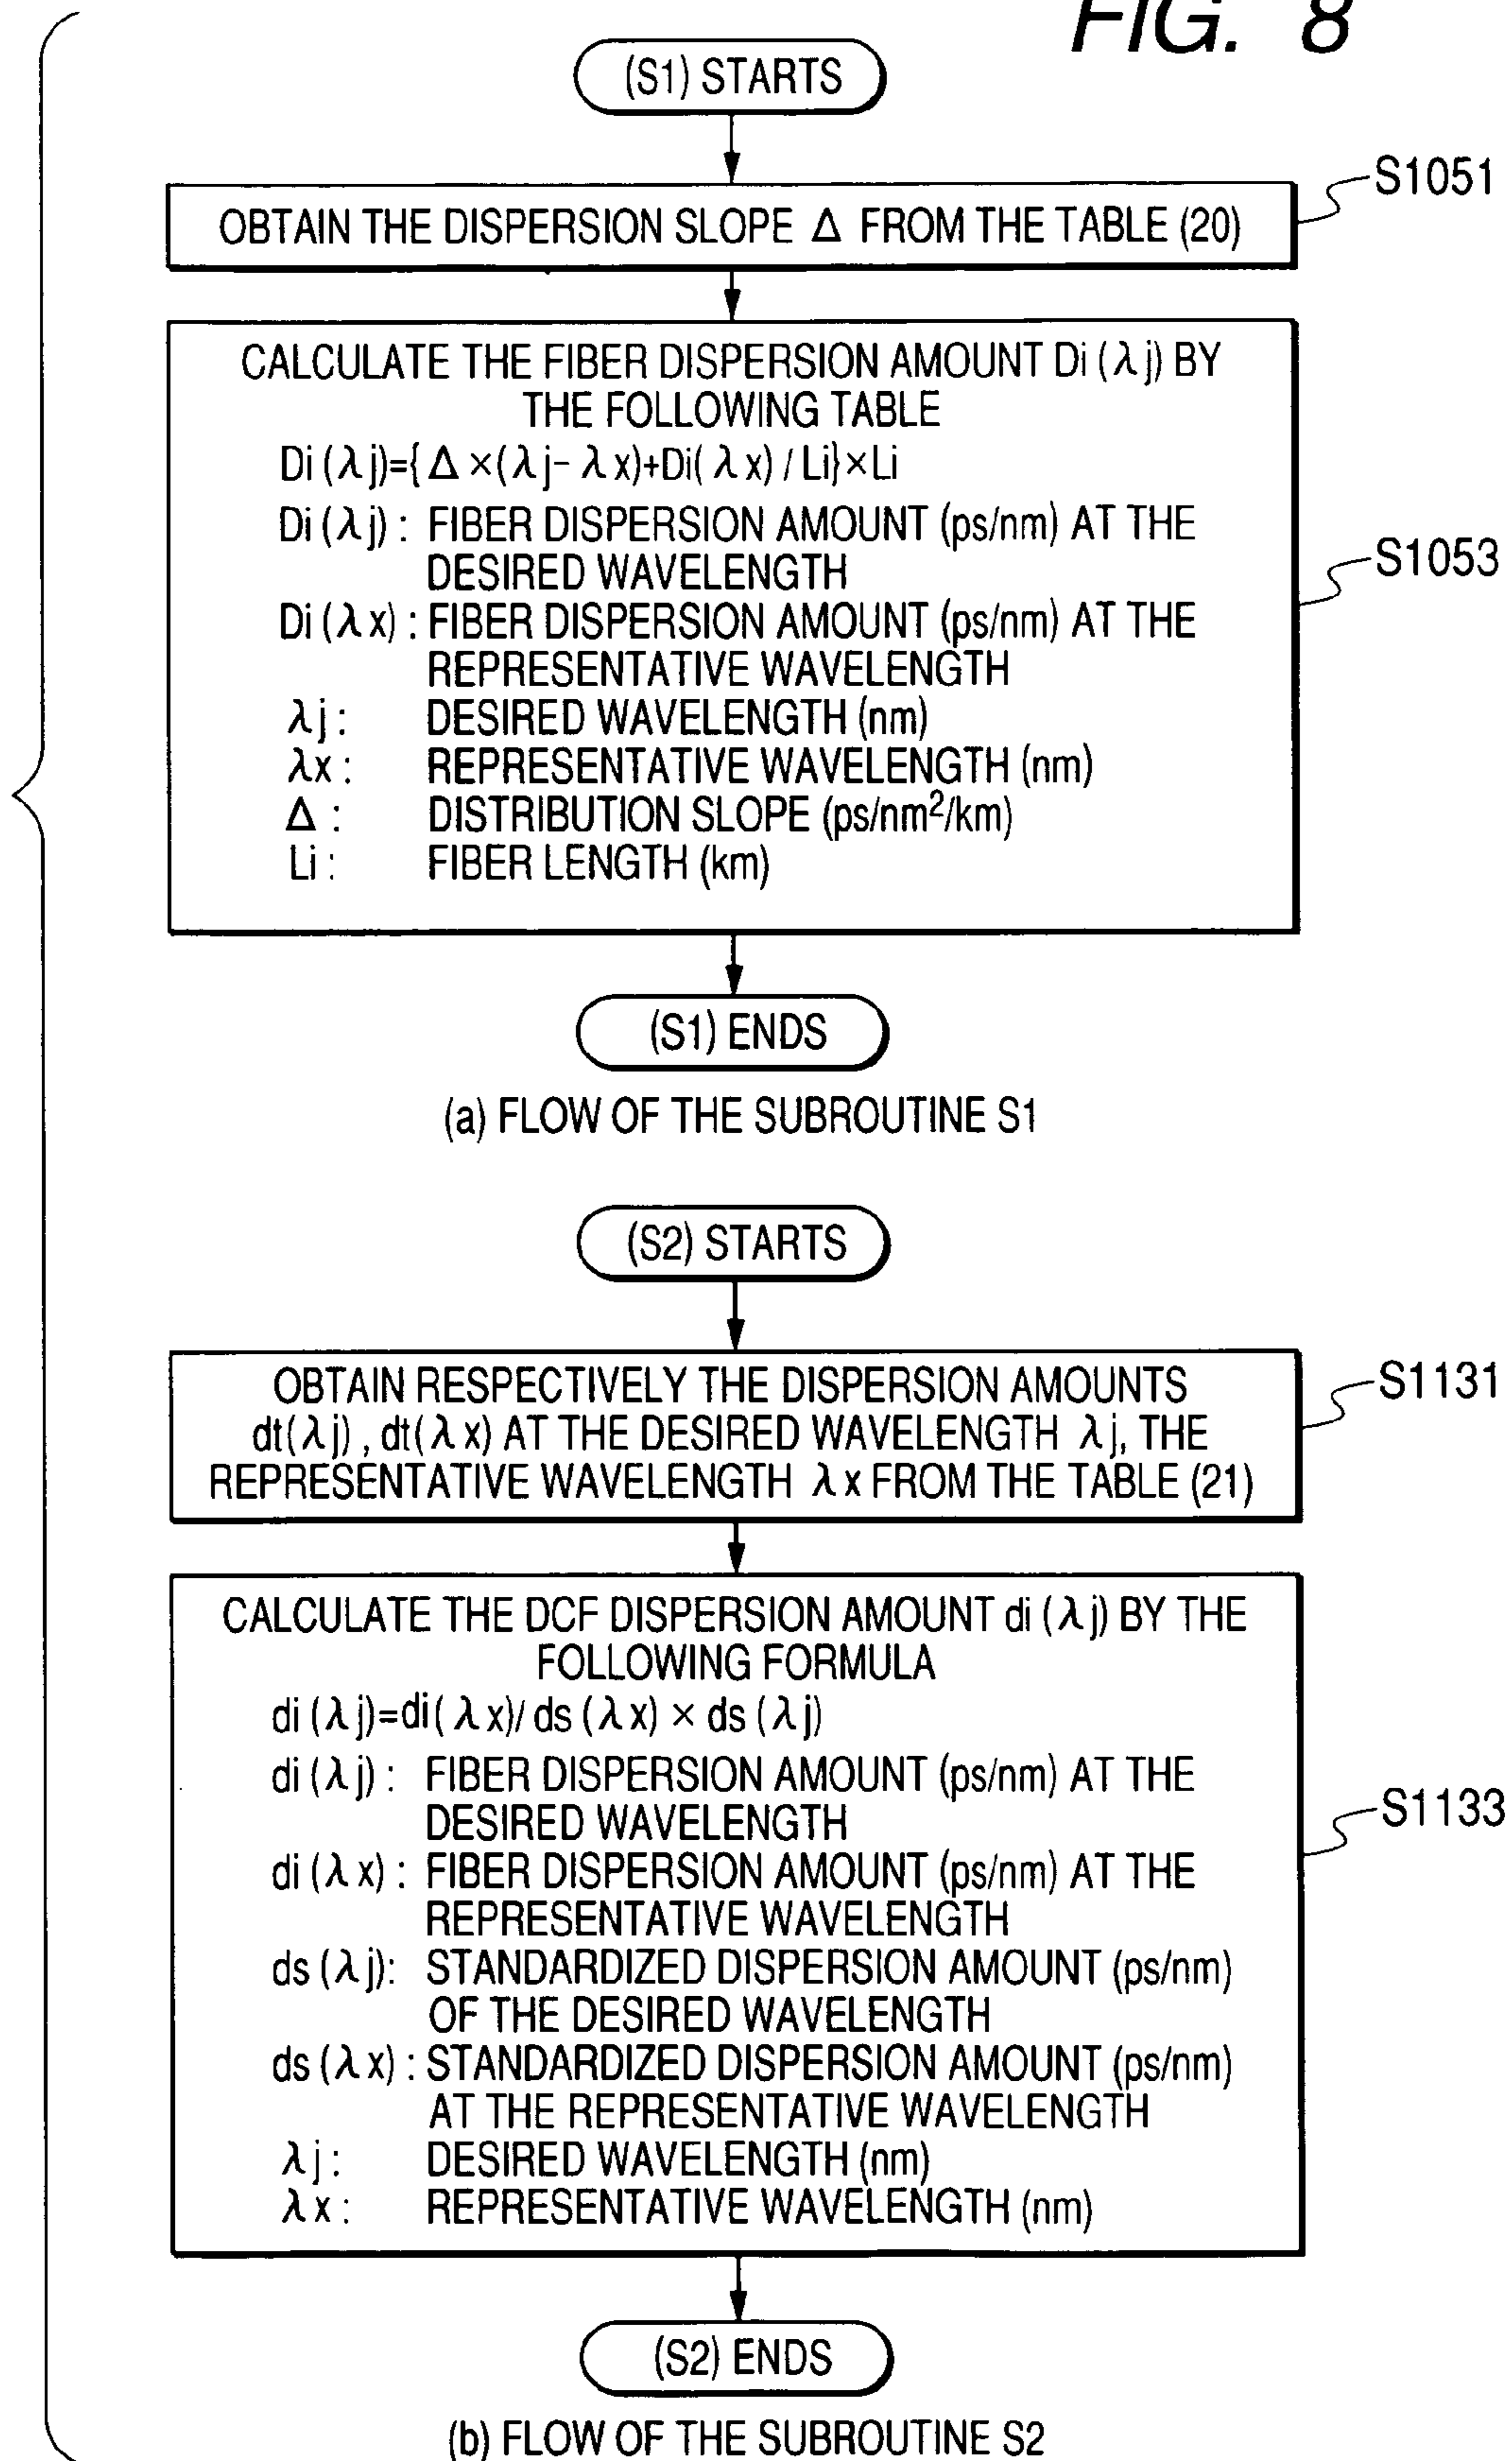 FIG. 8
(S1) STARTS
S1051
OBTAIN THE DISPERSION SLOPE Δ FROM THE TABLE (20)
CALCULATE THE FIBER DISPERSION AMOUNT Di (λj) BY
THE FOLLOWING TABLE
Di (λj)={Δ×(λj-λx)+Di(λx)/Li}×Li
Di (λj): FIBER DISPERSION AMOUNT (ps/nm) AT THE
DESIRED WAVELENGTH
S1053
Di (λx): FIBER DISPERSION AMOUNT (ps/nm) AT THE
REPRESENTATIVE WAVELENGTH
λj: DESIRED WAVELENGTH (nm)
λx: REPRESENTATIVE WAVELENGTH (nm)
Δ: DISTRIBUTION SLOPE (ps/nm²/km)
Li: FIBER LENGTH (km)
(S1) ENDS
(a) FLOW OF THE SUBROUTINE S1
(S2) STARTS
S1131
OBTAIN RESPECTIVELY THE DISPERSION AMOUNTS
dt(λj), dt(λx) AT THE DESIRED WAVELENGTH λj, THE
REPRESENTATIVE WAVELENGTH λx FROM THE TABLE (21)
CALCULATE THE DCF DISPERSION AMOUNT di (λj) BY THE
FOLLOWING FORMULA
di (λj)=di(λx)/ds (λx) × ds (λj)
di (λj): FIBER DISPERSION AMOUNT (ps/nm) AT THE
DESIRED WAVELENGTH
S1133
di (λx): FIBER DISPERSION AMOUNT (ps/nm) AT THE
REPRESENTATIVE WAVELENGTH
ds (λj): STANDARDIZED DISPERSION AMOUNT (ps/nm)
OF THE DESIRED WAVELENGTH
ds (λx): STANDARDIZED DISPERSION AMOUNT (ps/nm)
AT THE REPRESENTATIVE WAVELENGTH
λj: DESIRED WAVELENGTH (nm)
λx: REPRESENTATIVE WAVELENGTH (nm)
(S2) ENDS
(b) FLOW OF THE SUBROUTINE S2